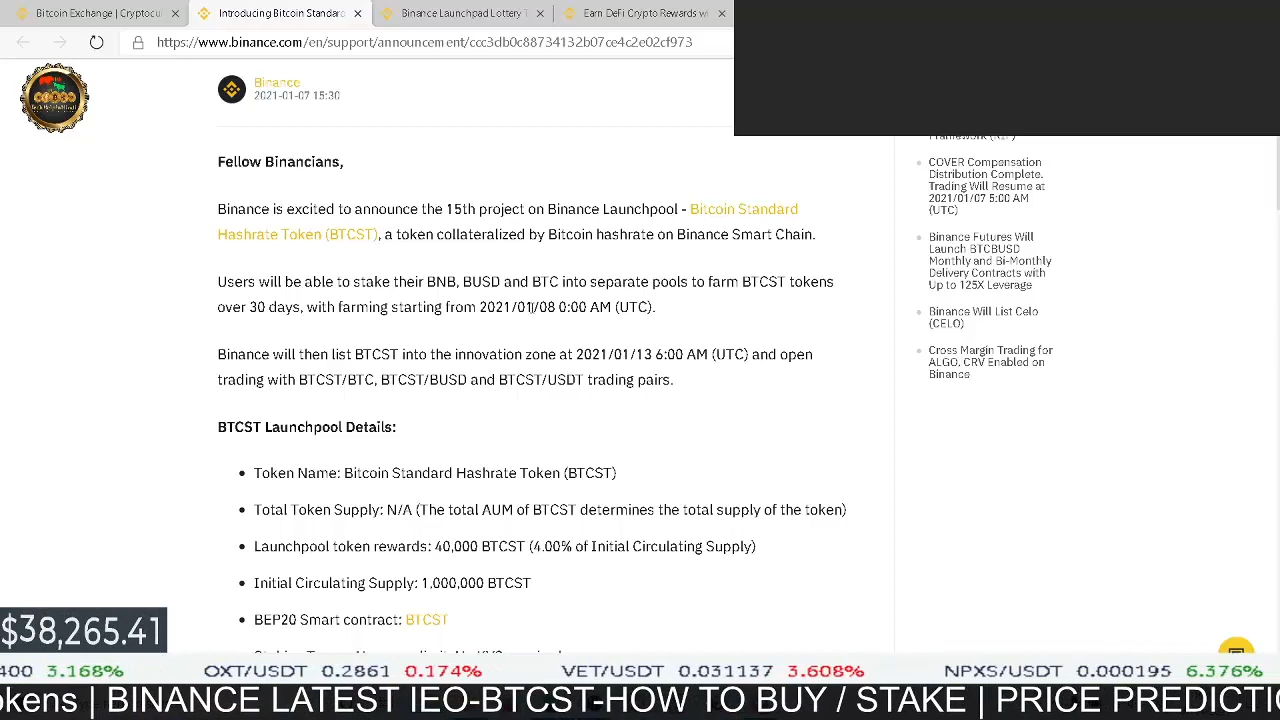 Bitcoin Exchange | Cryptocur
Introducing Bitcoin Standard
Binance Launchpad Lottery T
Earn DeFi Crypto Rewards wi
https://www.binance.com/en/support/announcement/ccc3db0c88734132b07ce4c2e02cf973
Binance
2021-01-07 15:30
Fellow Binancians,
Binance is excited to announce the 15th project on Binance Launchpool - Bitcoin Standard
Hashrate Token (BTCST), a token collateralized by Bitcoin hashrate on Binance Smart Chain.
Users will be able to stake their BNB, BUSD and BTC into separate pools to farm BTCST tokens
over 30 days, with farming starting from 2021/01/08 0:00 AM (UTC).
Binance will then list BTCST into the innovation zone at 2021/01/13 6:00 AM (UTC) and open
trading with BTCST/BTC, BTCST/BUSD and BTCST/USDT trading pairs.
BTCST Launchpool Details:
Token Name: Bitcoin Standard Hashrate Token (BTCST)
Total Token Supply: N/A (The total AUM of BTCST determines the total supply of the token)
Launchpool token rewards: 40,000 BTCST (4.00% of Initial Circulating Supply)
Initial Circulating Supply: 1,000,000 BTCST
BEP20 Smart contract: BTCST
COVER Compensation
Distribution Complete.
Trading Will Resume at
2021/01/07 5:00 AM
(UTC)
Binance Futures Will
Launch BTCBUSD
Monthly and Bi-Monthly
Delivery Contracts with
Up to 125X Leverage
Binance Will List Celo
(CELO)
Cross Margin Trading for
ALGO, CRV Enabled on
Binance
$38,265.41
400 3.168% OXT/USDT 0.2861 0.174% VET/USDT 0.031137 3.608% NPXS/USDT 0.000195 6.376%
okens | BINANCE LATEST IEO-BTCST-HOW TO BUY / STAKE | PRICE PREDICTIO